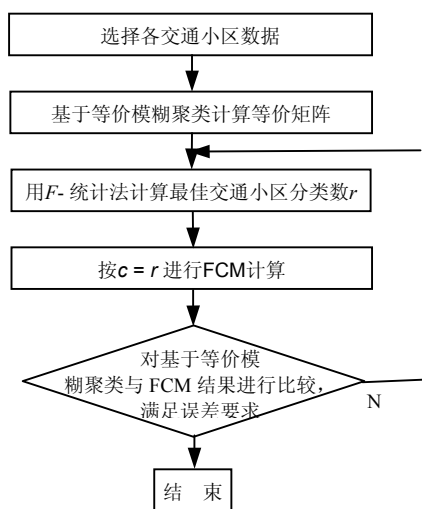 选择各交通小区数据
基于等价模糊聚类计算等价矩阵
用F- 统计法计算最佳交通小区分类数r
按c = r 进行FCM计算
对基于等价模
糊聚类与 FCM 结果进行比较,
满足误差要求
N
结 束